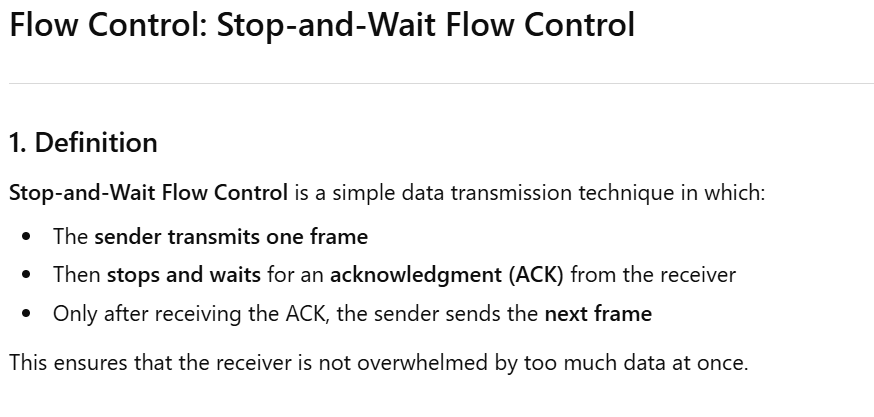 Flow Control: Stop-and-Wait Flow Control
1. Definition
Stop-and-Wait Flow Control is a simple data transmission technique in which:
• The sender transmits one frame
• Then stops and waits for an acknowledgment (ACK) from the receiver
• Only after receiving the ACK, the sender sends the next frame
This ensures that the receiver is not overwhelmed by too much data at once.